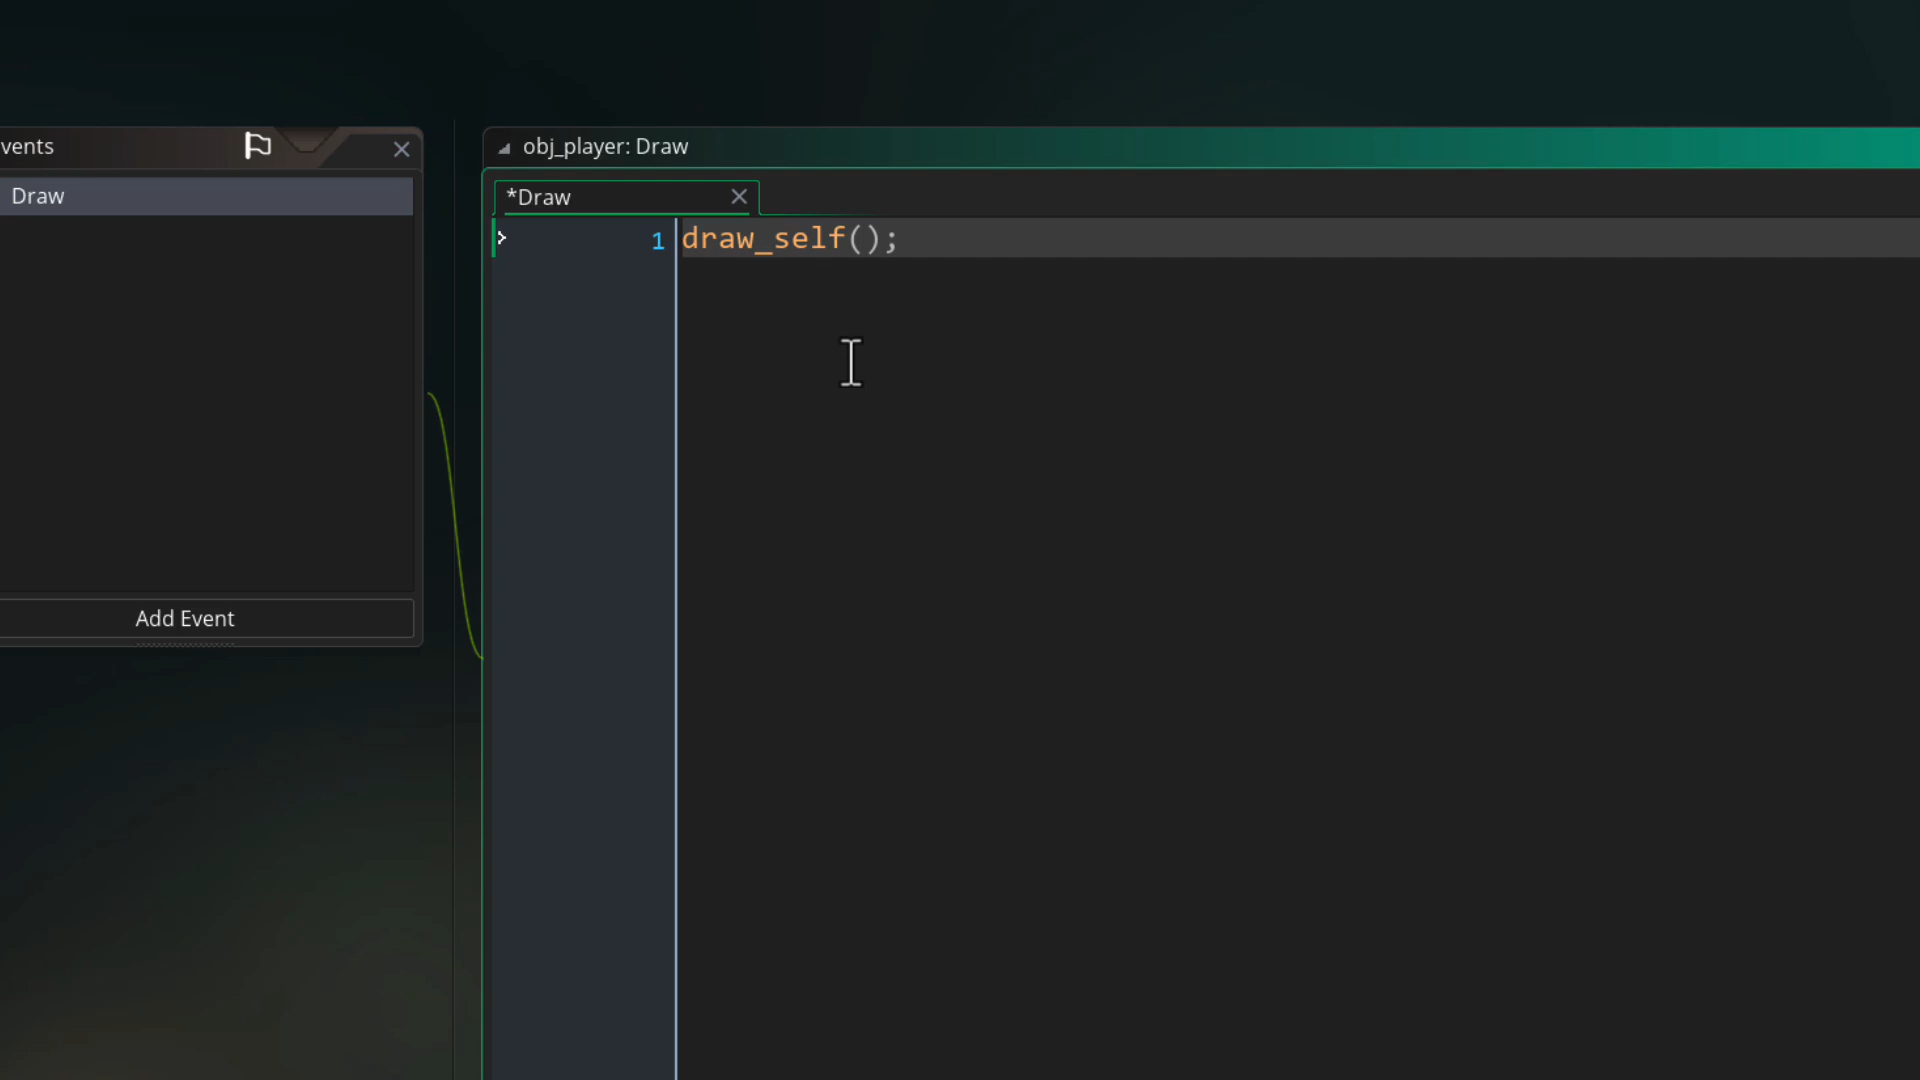 vents
obj_player: Draw
Draw
*Draw
1 draw_self();
Add Event